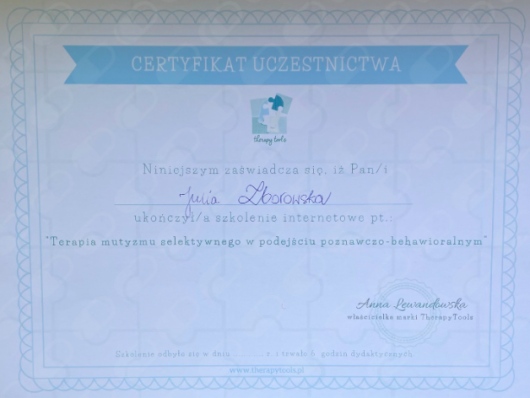 CERTYFIKAT UCZESTNICTWA
therapy tools
Niniejszym zaświadcza się, iż Pan/i
Julia Zborowska
ukończył/a szkolenie internetowe pt.:
"Terapia mutyzmu selektywnego w podejściu poznawczo-behawioralnym"
Anna Lewandowska
właścicielka marki TherapyTools
Szkolenie odbyło się w dniu .......... r. i trwało 6 godzin dydaktycznych.
www.therapytools.pl